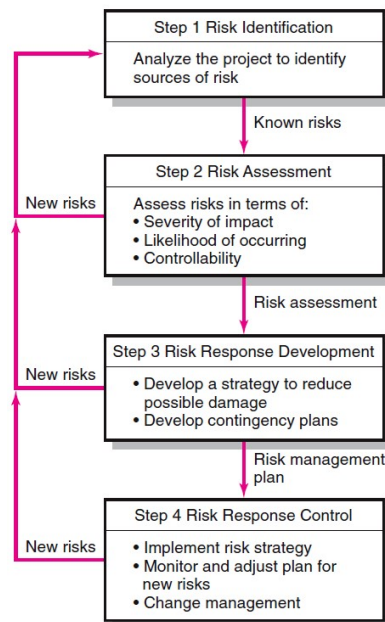 Step 1 Risk Identification
Analyze the project to identify
sources of risk
Known risks
Step 2 Risk Assessment
New risks
Assess risks in terms of:
• Severity of impact
• Likelihood of occurring
• Controllability
Risk assessment
Step 3 Risk Response Development
New risks
• Develop a strategy to reduce
possible damage
• Develop contingency plans
Risk management
plan
Step 4 Risk Response Control
New risks
• Implement risk strategy
• Monitor and adjust plan for
new risks
• Change management